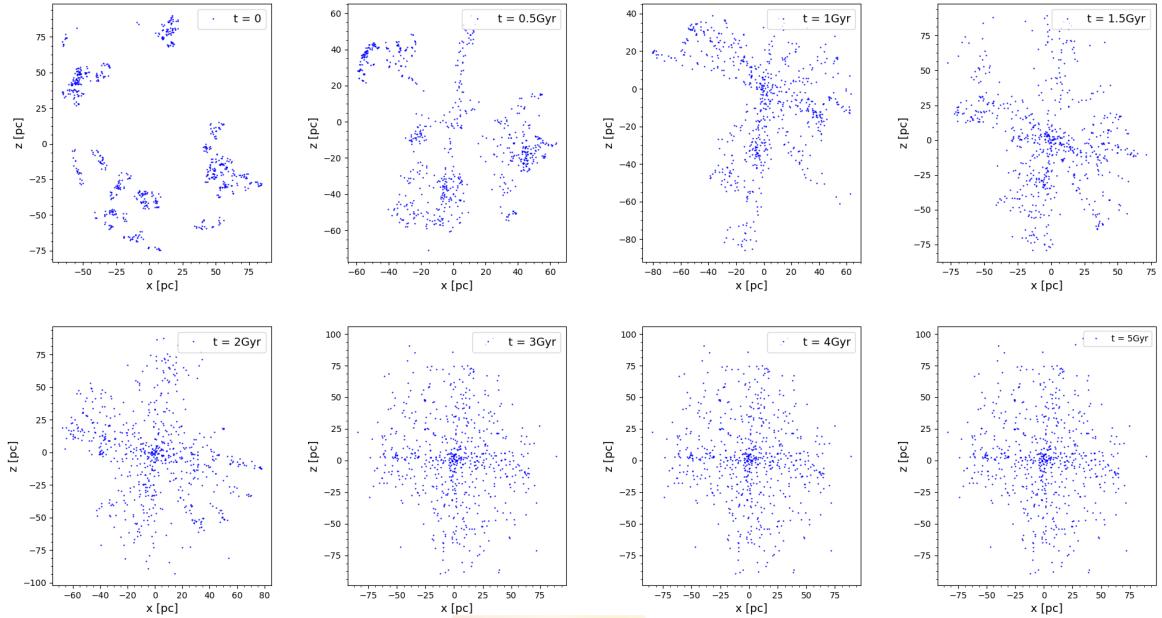 t = 0
75
50
25
0
−25
−50
−75
z [pc]
−50 −25 0 25 50 75
x [pc]
t = 0.5Gyr
60
40
20
0
−20
−40
−60
z [pc]
−60 −40 −20 0 20 40 60
x [pc]
t = 1Gyr
40
20
0
−20
−40
−60
−80
z [pc]
−80 −60 −40 −20 0 20 40 60
x [pc]
t = 1.5Gyr
75
50
25
0
−25
−50
−75
z [pc]
−75 −50 −25 0 25 50 75
x [pc]
t = 2Gyr
75
50
25
0
−25
−50
−75
−100
z [pc]
−60 −40 −20 0 20 40 60 80
x [pc]
t = 3Gyr
100
75
50
25
0
−25
−50
−75
z [pc]
−75 −50 −25 0 25 50 75
x [pc]
t = 4Gyr
100
75
50
25
0
−25
−50
−75
z [pc]
−75 −50 −25 0 25 50 75
x [pc]
t = 5Gyr
100
75
50
25
0
−25
−50
−75
z [pc]
−75 −50 −25 0 25 50 75
x [pc]